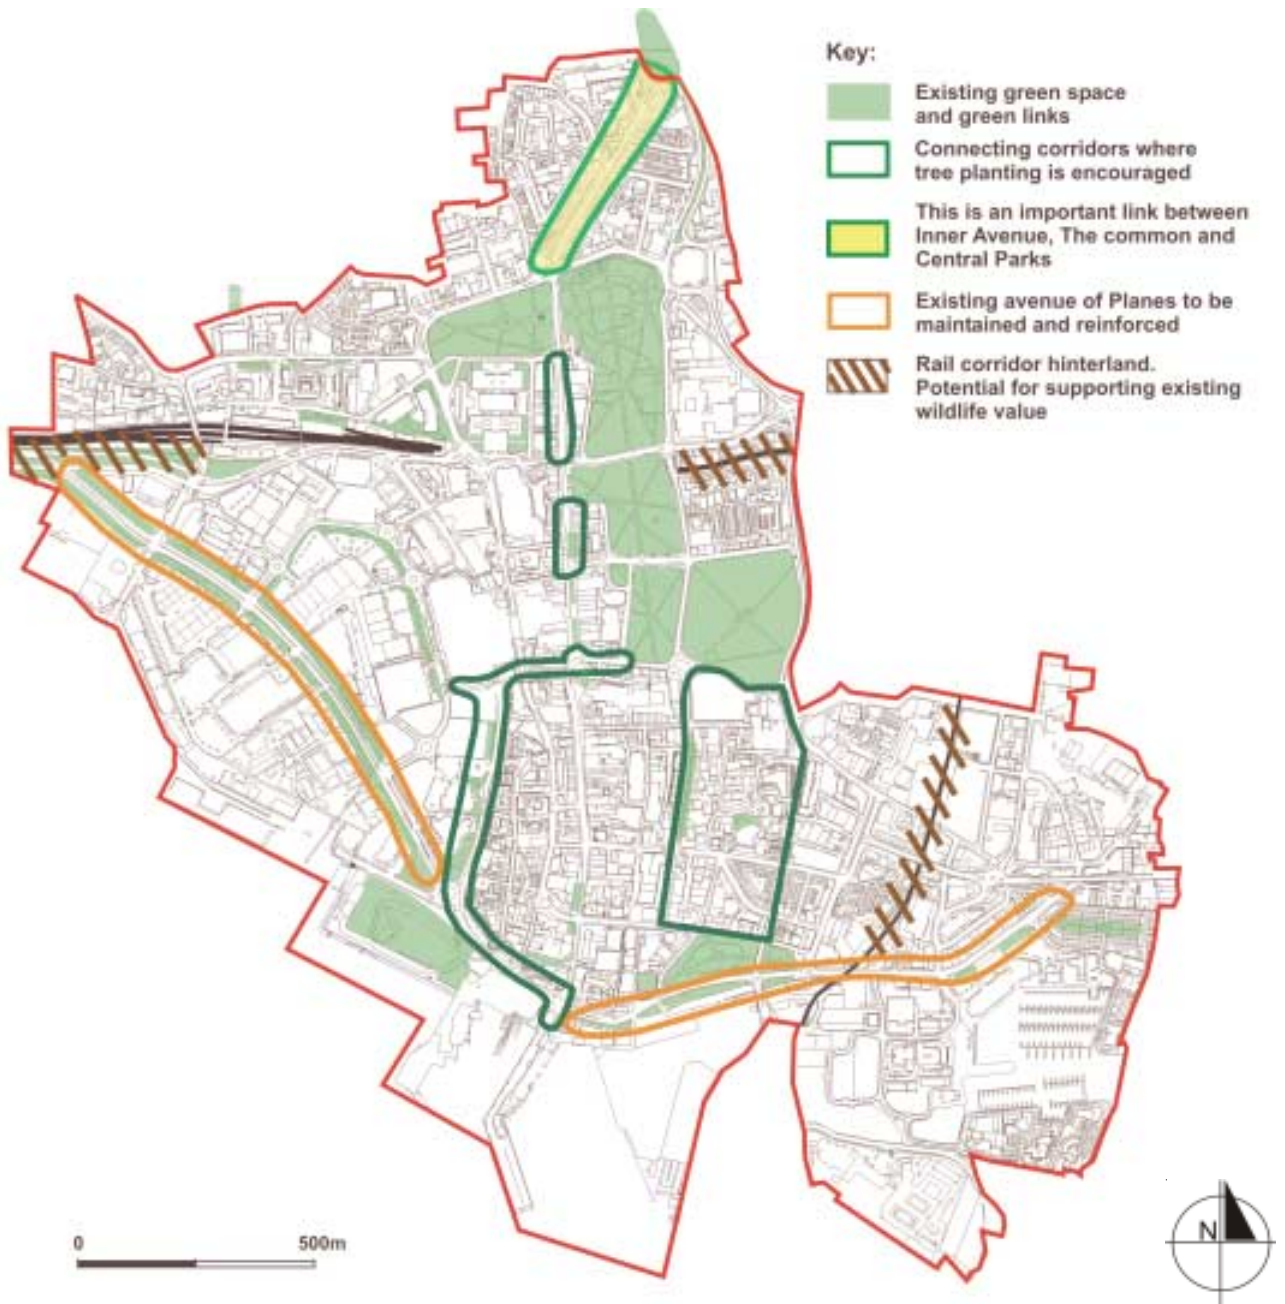 Key:
Existing green space
and green links
Connecting corridors where
tree planting is encouraged
This is an important link between
Inner Avenue, The common and
Central Parks
Existing avenue of Planes to be
maintained and reinforced
Rail corridor hinterland.
Potential for supporting existing
wildlife value
0 500m
N